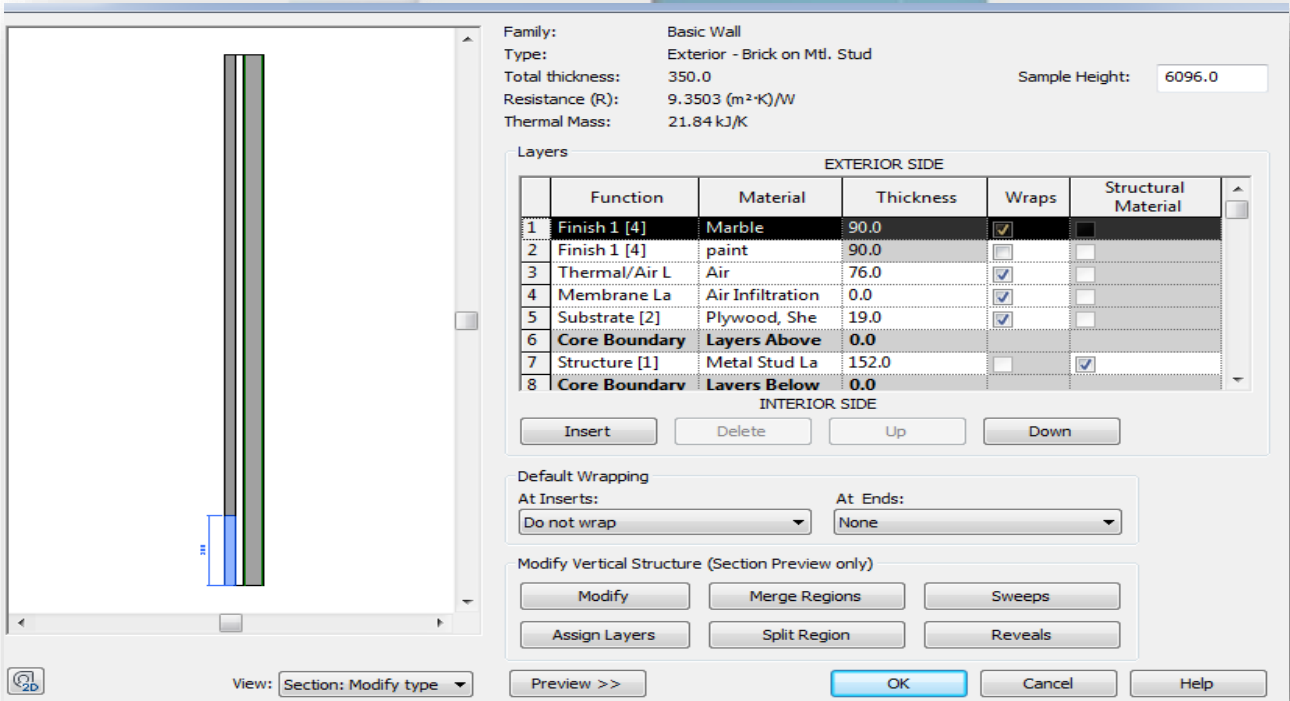 Family: Basic Wall
Type: Exterior - Brick on Mtl. Stud
Total thickness: 350.0 Sample Height: 6096.0
Resistance (R): 9.3503 (m²·K)/W
Thermal Mass: 21.84 kJ/K
Layers
EXTERIOR SIDE
Function Material Thickness Wraps Structural Material
1 Finish 1 [4] Marble 90.0
2 Finish 1 [4] paint 90.0
3 Thermal/Air L Air 76.0
4 Membrane La Air Infiltration 0.0
5 Substrate [2] Plywood, She 19.0
6 Core Boundary Layers Above 0.0
7 Structure [1] Metal Stud La 152.0
8 Core Boundary Layers Below 0.0
INTERIOR SIDE
Insert Delete Up Down
Default Wrapping
At Inserts: At Ends:
Do not wrap None
Modify Vertical Structure (Section Preview only)
Modify Merge Regions Sweeps
Assign Layers Split Region Reveals
2D View: Section: Modify type Preview >> OK Cancel Help